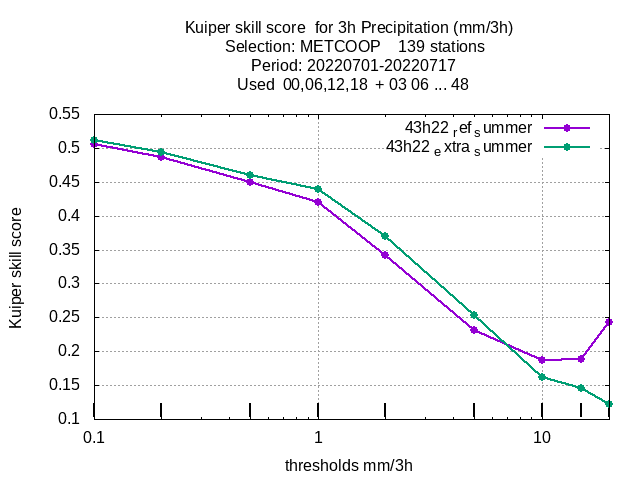 Kuiper skill score for 3h Precipitation (mm/3h)
Selection: METCOOP 139 stations
Period: 20220701-20220717
Used 00,06,12,18 + 03 06 ... 48
43h22 ref summer
43h22 extra summer
0.55
0.5
0.45
0.4
0.35
0.3
0.25
0.2
0.15
0.1
Kuiper skill score
0.1 1 10
thresholds mm/3h